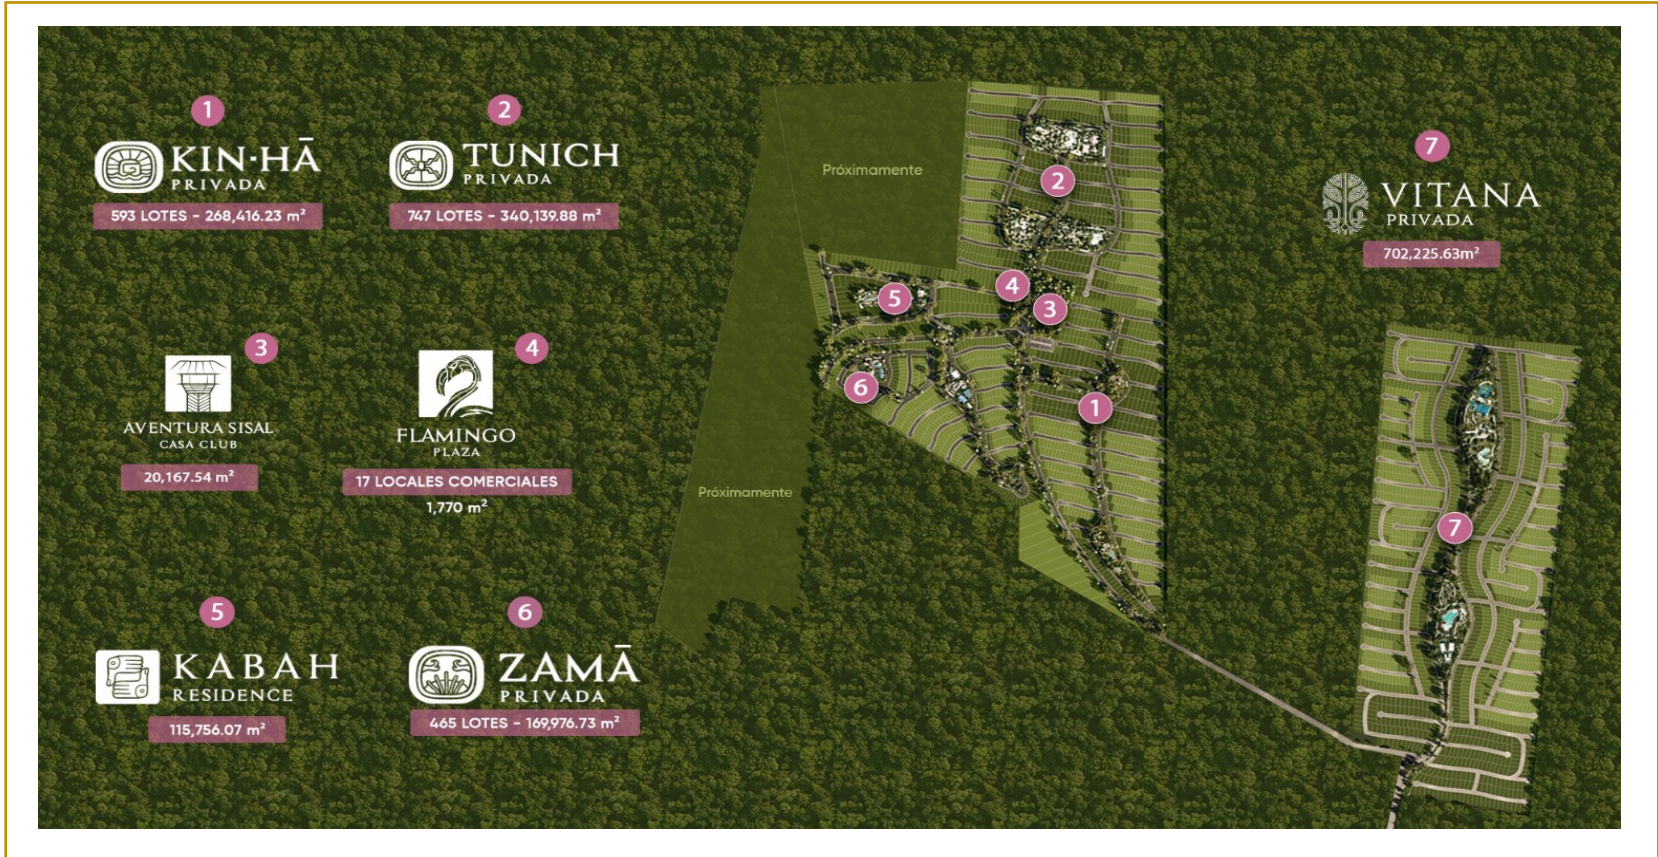 1
KIN·HĀ
PRIVADA
593 LOTES - 268,416.23 m²
2
TUNICH
PRIVADA
747 LOTES - 340,139.88 m²
3
AVENTURA SISAL
CASA CLUB
20,167.54 m²
4
FLAMINGO
PLAZA
17 LOCALES COMERCIALES
1,770 m²
5
KABAH
RESIDENCE
115,756.07 m²
6
ZAMĀ
PRIVADA
465 LOTES - 169,976.73 m²
Próximamente
2
4
3
5
6
1
Próximamente
7
VITANA
PRIVADA
702,225.63m²
7